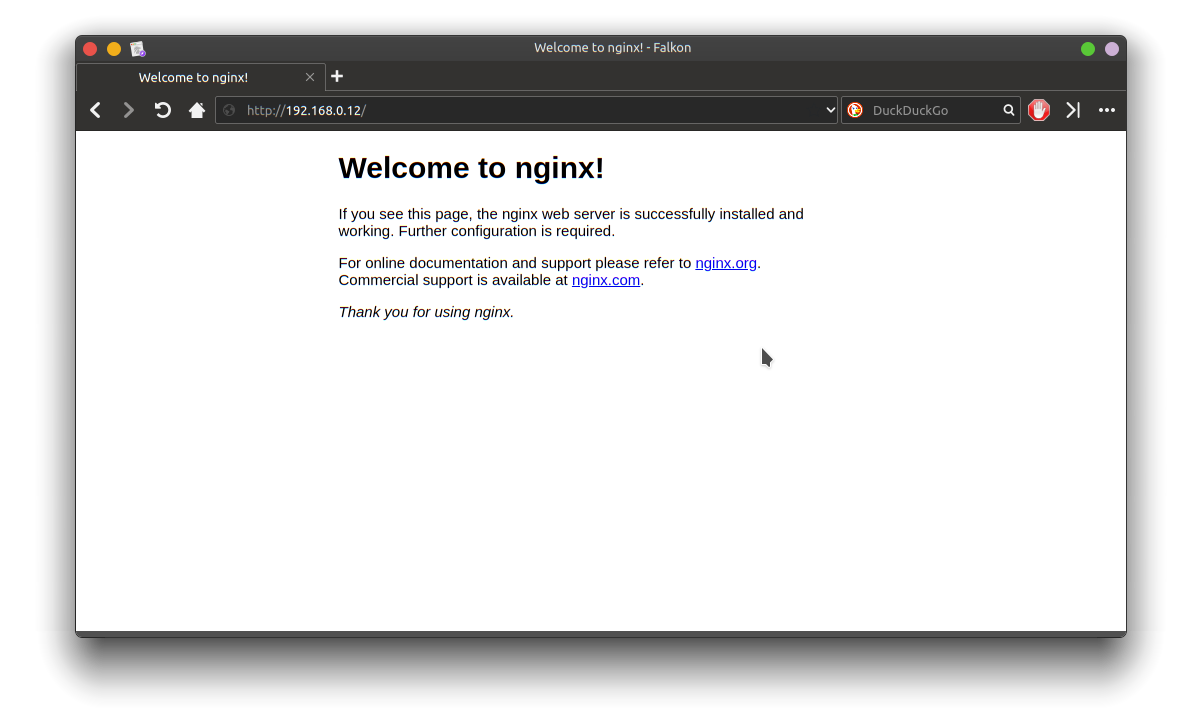 Welcome to nginx! - Falkon
Welcome to nginx!
http://192.168.0.12/
DuckDuckGo
Welcome to nginx!
If you see this page, the nginx web server is successfully installed and
working. Further configuration is required.
For online documentation and support please refer to nginx.org.
Commercial support is available at nginx.com.
Thank you for using nginx.